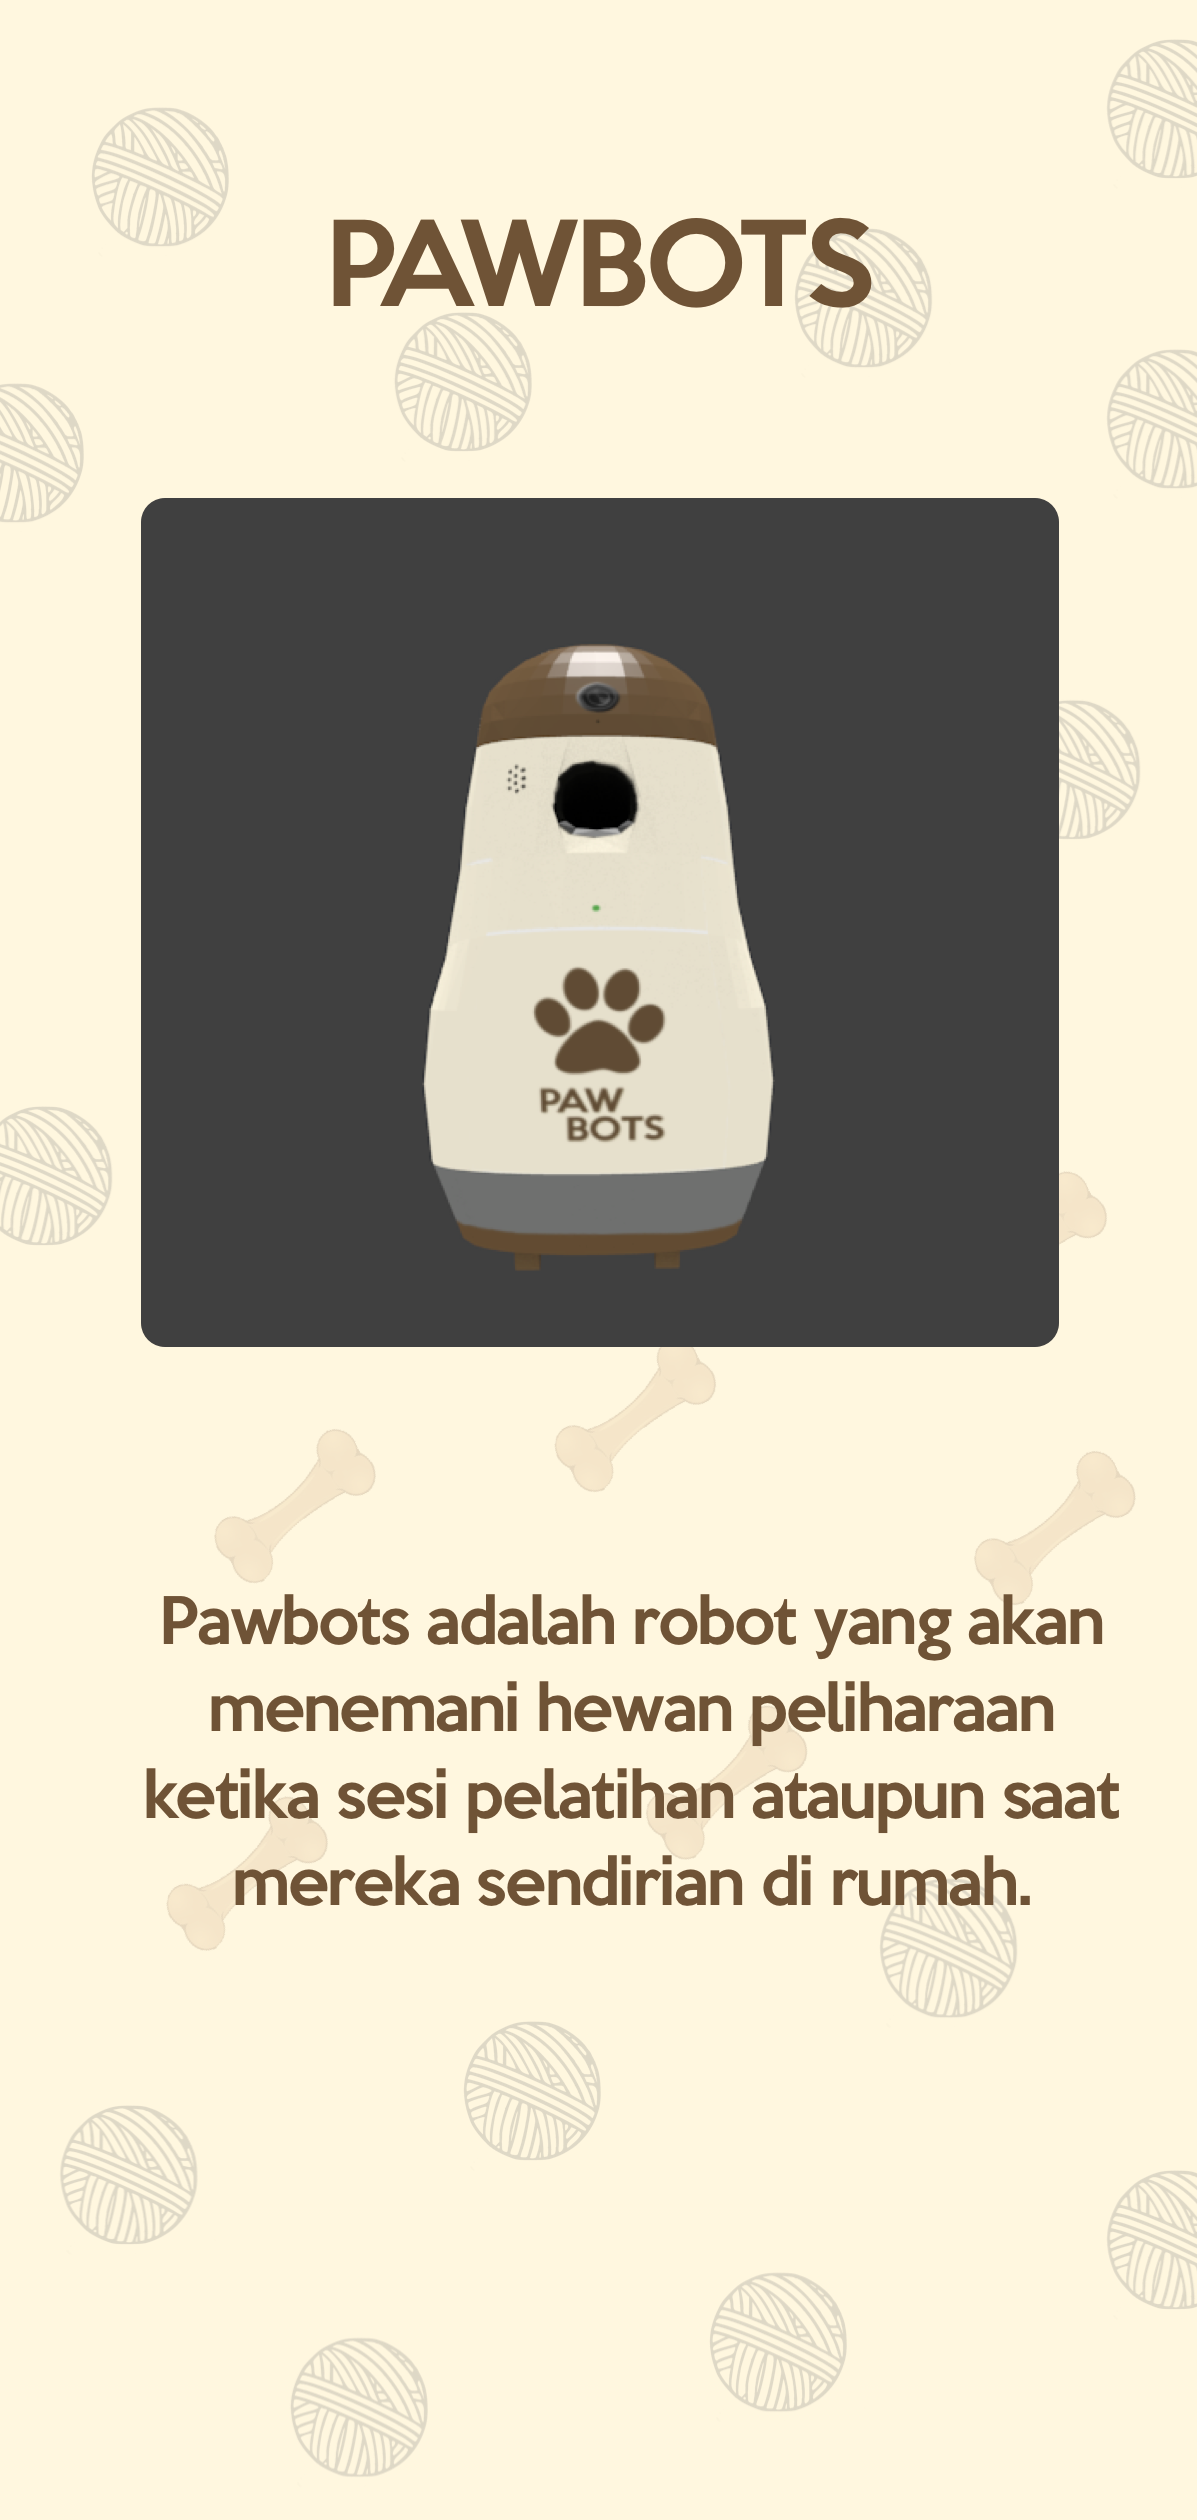 PAWBOTS
PAW
BOTS
Pawbots adalah robot yang akan
menemani hewan peliharaan
ketika sesi pelatihan ataupun saat
mereka sendirian di rumah.